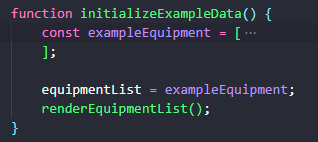 function initializeExampleData() {
    const exampleEquipment = [ ···
    ];

    equipmentList = exampleEquipment;
    renderEquipmentList();
}